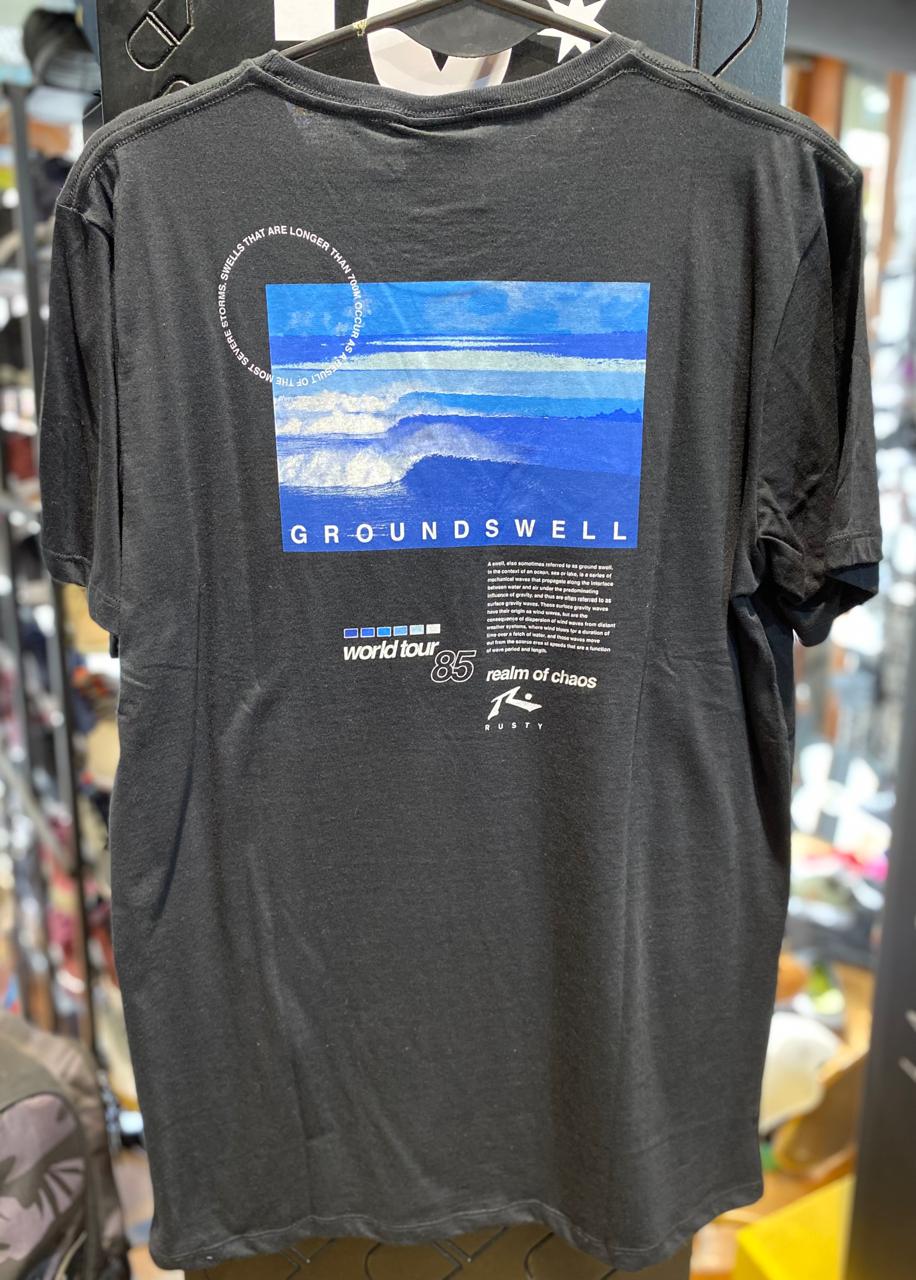 SWELLS THAT ARE LONGER THAN 700M OCCUR AS A RESULT OF THE MOST SEVERE STORMS.
GROUNDSWELL
A swell, also sometimes referred to as ground swell,
in the context of an ocean, sea or lake, is a series of
mechanical waves that propagate along the interface
between water and air under the predominating
influence of gravity, and thus are often referred to as
surface gravity waves. These surface gravity waves
have their origin as wind waves, but are the
consequence of dispersion of wind waves from distant
weather systems, where wind blows for a duration of
time over a fetch of water, and those waves move
out from the source area at speeds that are a function
of wave period and length.
world tour
85
realm of chaos
RUSTY